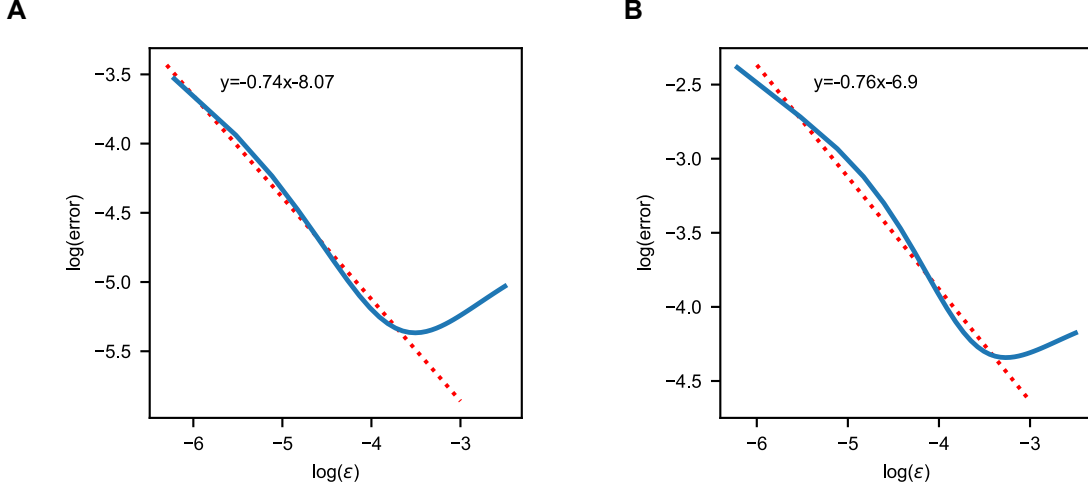 A
y=-0.74x-8.07
−3.5
−4.0
−4.5
−5.0
−5.5
log(error)
−6
−5
−4
−3
log(ε)
B
y=-0.76x-6.9
−2.5
−3.0
−3.5
−4.0
−4.5
log(error)
−6
−5
−4
−3
log(ε)